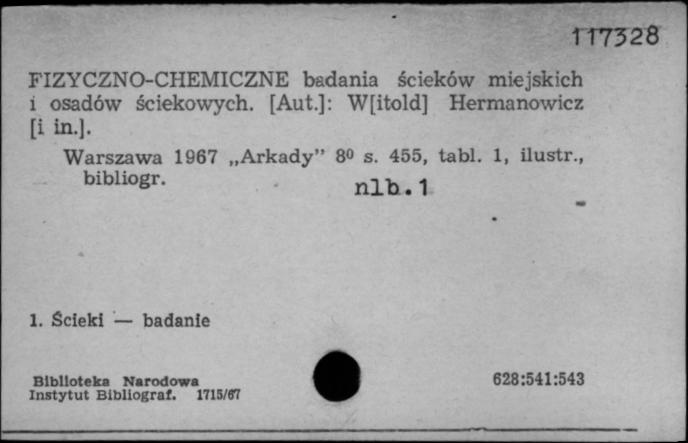 117328
FIZYCZNO-CHEMICZNE badania ścieków miejskich
i osadów ściekowych. [Aut.]: W[itold] Hermanowicz
[i in.].
Warszawa 1967 „Arkady” 8⁰ s. 455, tabl. 1, ilustr.,
bibliogr. nlb.1
1. Ścieki — badanie
Biblioteka Narodowa 628:541:543
Instytut Bibliograf. 1715/67